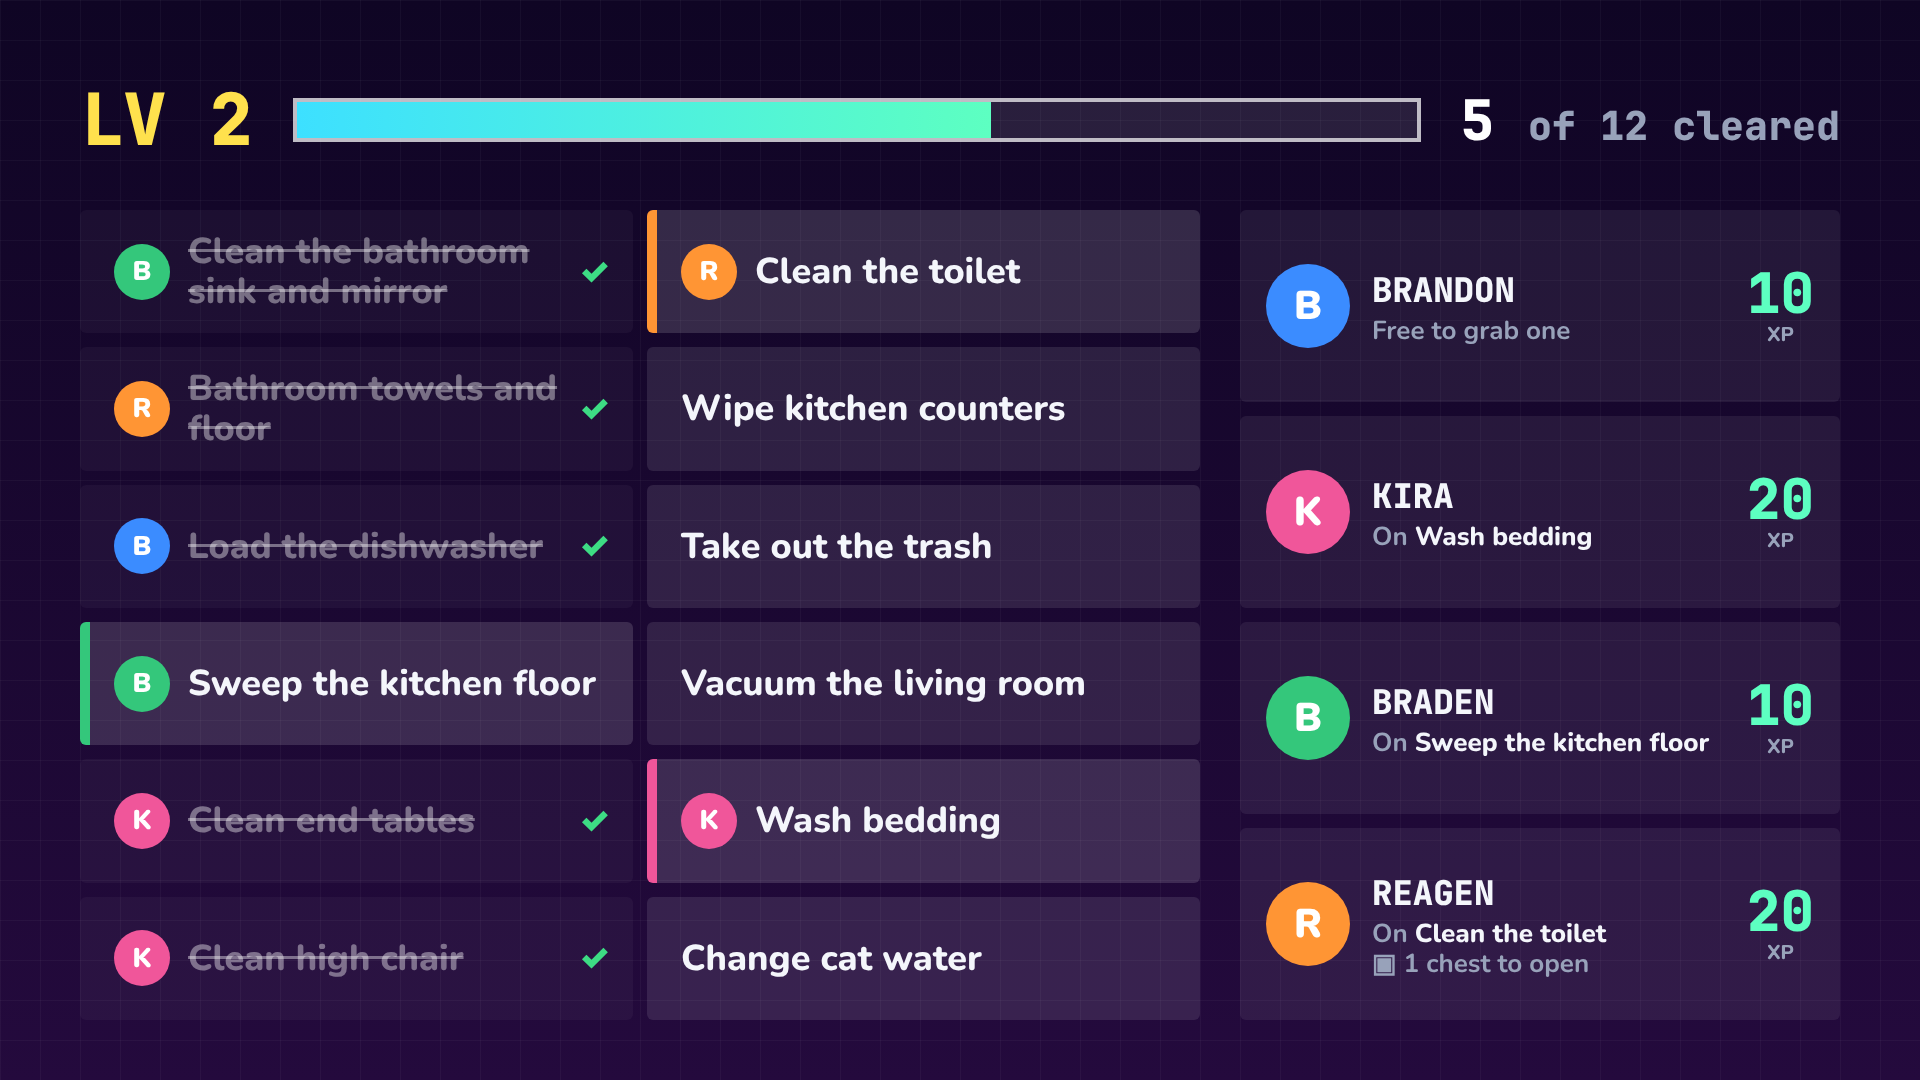 LV 2
5 of 12 cleared
B
Clean the bathroom
sink and mirror
R
Bathroom towels and
floor
B
Load the dishwasher
B
Sweep the kitchen floor
K
Clean end tables
K
Clean high chair
R
Clean the toilet
Wipe kitchen counters
Take out the trash
Vacuum the living room
K
Wash bedding
Change cat water
B
BRANDON
Free to grab one
10
XP
K
KIRA
On Wash bedding
20
XP
B
BRADEN
On Sweep the kitchen floor
10
XP
R
REAGEN
On Clean the toilet
▣ 1 chest to open
20
XP